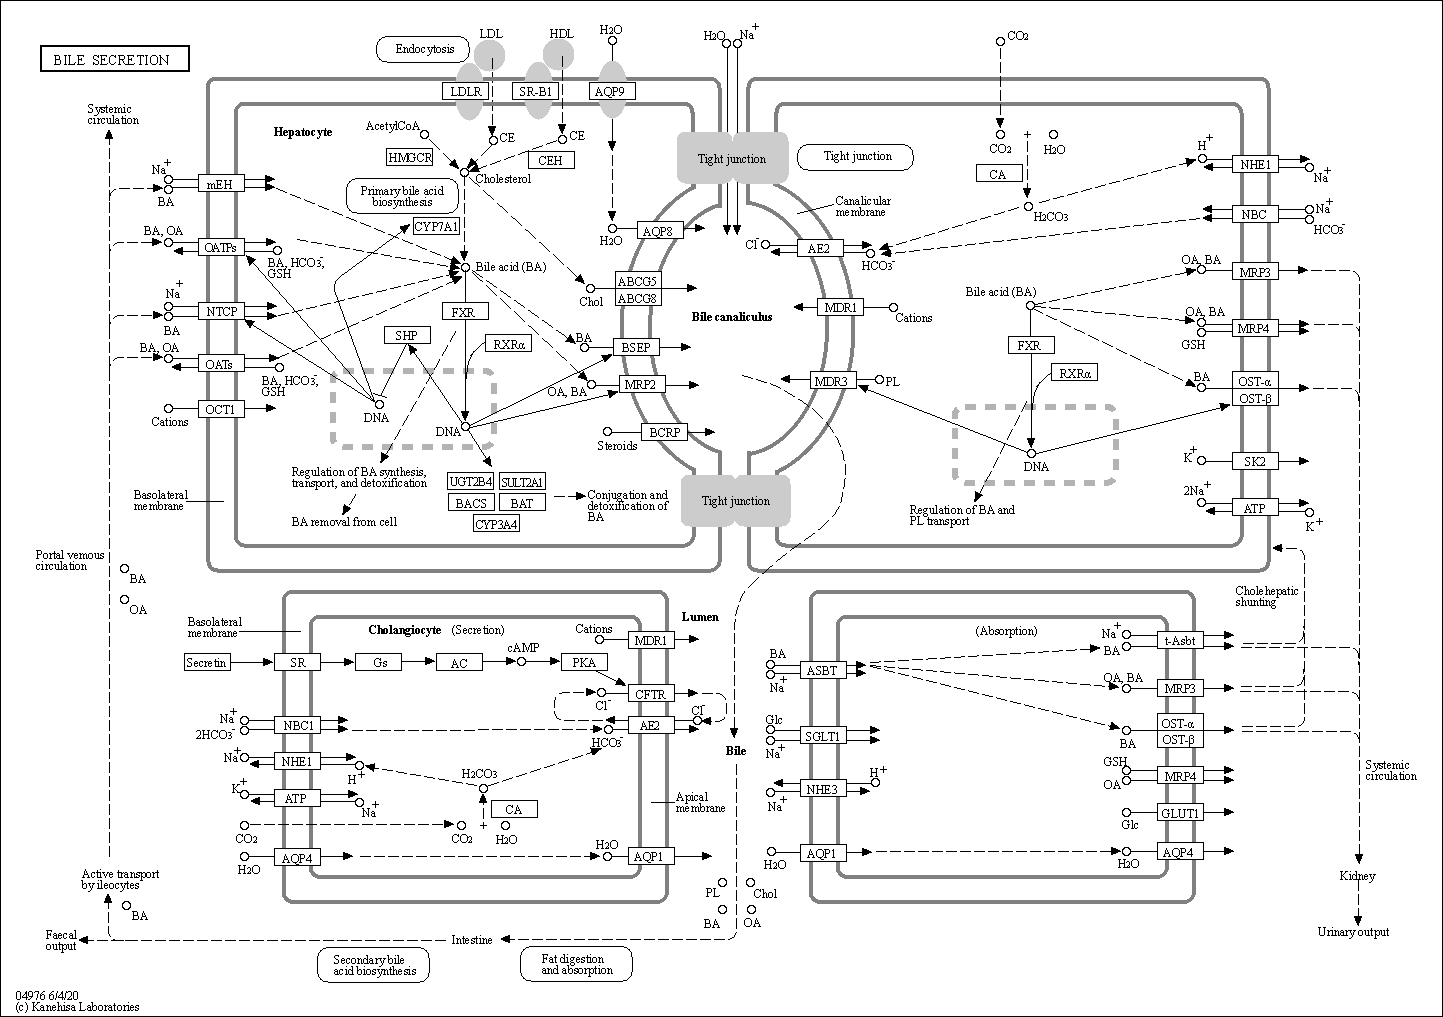 BILE SECRETION
Endocytosis
LDL
HDL
H2O
H2O
Na+
CO2
LDLR
SR-B1
AQP9
Systemic
circulation
Hepatocyte
AcetylCoA
CE
CE
HMGCR
CEH
Cholesterol
Tight junction
Tight junction
CO2
+
H2O
CA
H2CO3
H+
NHE1
Na+
Na+
mEH
BA
Primary bile acid
biosynthesis
CYP7A1
Canalicular
membrane
NBC
Na+
HCO3-
BA, OA
OATPs
BA, HCO3-,
GSH
H2O
AQP8
Cl-
AE2
HCO3-
Bile acid (BA)
ABCG5
ABCG8
Chol
OA, BA
MRP3
Bile acid (BA)
Na+
NTCP
BA
FXR
SHP
RXRα
Bile canaliculus
MDR1
Cations
OA, BA
MRP4
GSH
BA
BSEP
FXR
RXRα
BA, OA
OATs
BA, HCO3-,
GSH
OA, BA
MRP2
MDR3
PL
BA
OST-α
OST-β
Cations
OCT1
DNA
DNA
Steroids
BCRP
DNA
K+
SK2
Regulation of BA synthesis,
transport, and detoxification
BA removal from cell
UGT2B4
SULT2A1
BACS
BAT
CYP3A4
Conjugation and
detoxification of
BA
Tight junction
Regulation of BA and
PL transport
2Na+
ATP
K+
Basolateral
membrane
Portal venous
circulation
BA
OA
Cholehepatic
shunting
Basolateral
membrane
Cholangiocyte
(Secretion)
Lumen
Cations
MDR1
Secretin
SR
Gs
AC
cAMP
PKA
CFTR
Cl-
Cl-
Na+
NBC1
2HCO3-
AE2
HCO3-
Na+
NHE1
H+
H2CO3
K+
ATP
Na+
CA
CO2
CO2
+
H2O
Apical
membrane
H2O
AQP4
H2O
AQP1
Bile
(Absorption)
BA
ASBT
Na+
Na+
BA
t-Asbt
OA, BA
MRP3
Glc
SGLT1
Na+
BA
OST-α
OST-β
H+
NHE3
Na+
GSH
MRP4
OA
Glc
GLUT1
H2O
AQP1
H2O
AQP4
Systemic
circulation
Kidney
Urinary output
Active transport
by ileocytes
BA
PL
Chol
BA
OA
Faecal
output
Intestine
Secondary bile
acid biosynthesis
Fat digestion
and absorption
04976 6/4/20
(c) Kanehisa Laboratories